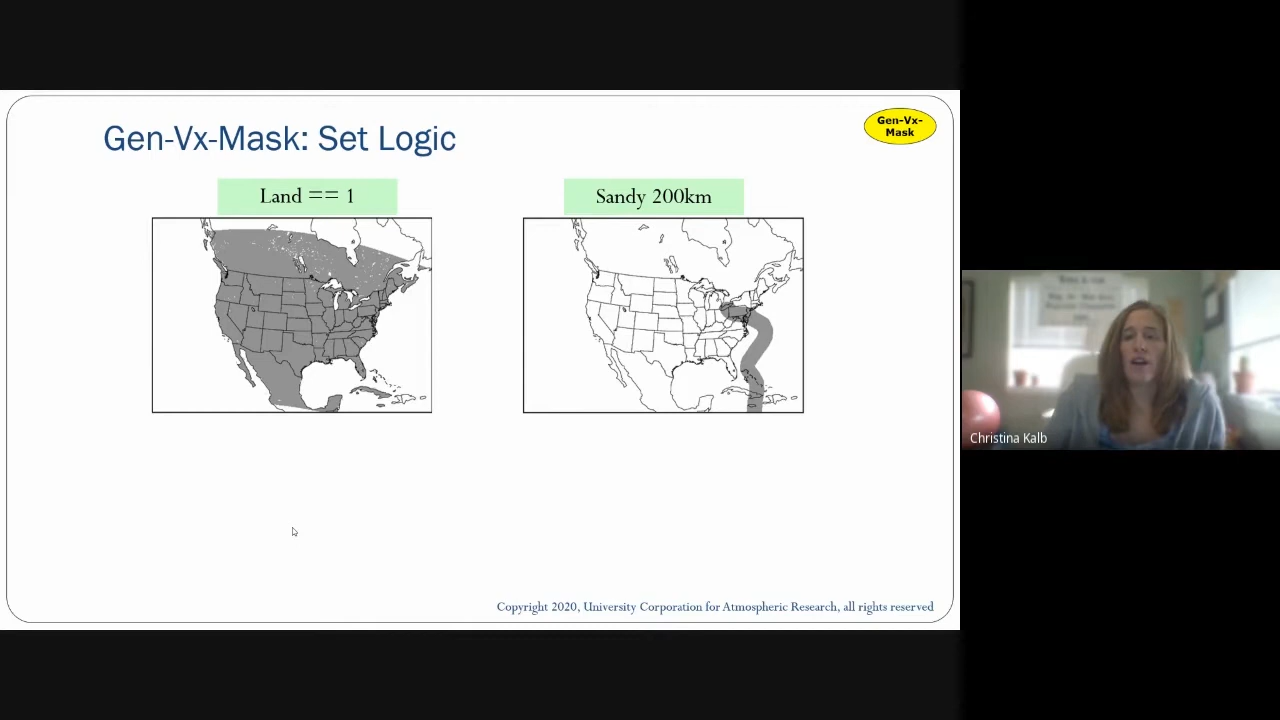 Gen-Vx-Mask: Set Logic
Gen-Vx-
Mask
Land == 1
Sandy 200km
Christina Kalb
Copyright 2020, University Corporation for Atmospheric Research, all rights reserved